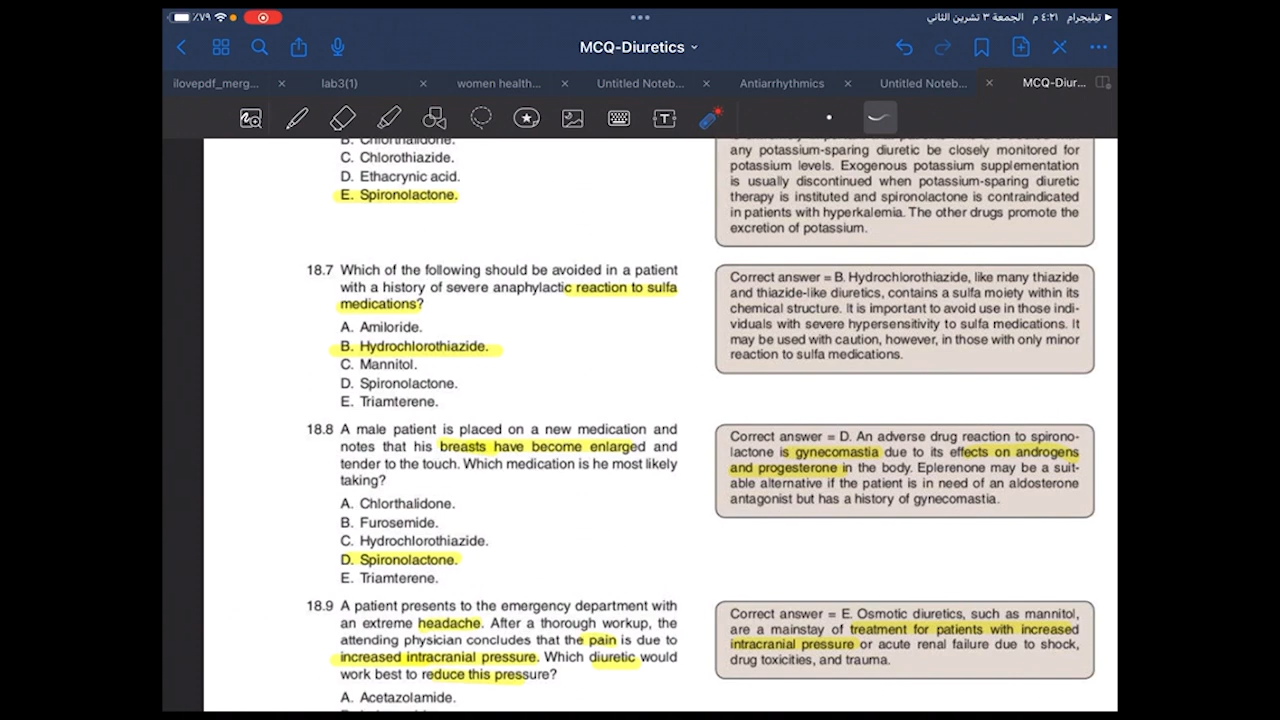 ٪٧٩
تيليجرام ٤:٢١ م الجمعة ٣ تشرين الثاني
MCQ-Diuretics
ilovepdf_merg...
lab3(1)
women health...
Untitled Noteb...
Antiarrhythmics
Untitled Noteb...
MCQ-Diur...
B. Chlorthalidone.
C. Chlorothiazide.
D. Ethacrynic acid.
E. Spironolactone.
any potassium-sparing diuretic be closely monitored for
potassium levels. Exogenous potassium supplementation
is usually discontinued when potassium-sparing diuretic
therapy is instituted and spironolactone is contraindicated
in patients with hyperkalemia. The other drugs promote the
excretion of potassium.
18.7 Which of the following should be avoided in a patient
with a history of severe anaphylactic reaction to sulfa
medications?
A. Amiloride.
B. Hydrochlorothiazide.
C. Mannitol.
D. Spironolactone.
E. Triamterene.
Correct answer = B. Hydrochlorothiazide, like many thiazide
and thiazide-like diuretics, contains a sulfa moiety within its
chemical structure. It is important to avoid use in those indi-
viduals with severe hypersensitivity to sulfa medications. It
may be used with caution, however, in those with only minor
reaction to sulfa medications.
18.8 A male patient is placed on a new medication and
notes that his breasts have become enlarged and
tender to the touch. Which medication is he most likely
taking?
A. Chlorthalidone.
B. Furosemide.
C. Hydrochlorothiazide.
D. Spironolactone.
E. Triamterene.
Correct answer = D. An adverse drug reaction to spirono-
lactone is gynecomastia due to its effects on androgens
and progesterone in the body. Eplerenone may be a suit-
able alternative if the patient is in need of an aldosterone
antagonist but has a history of gynecomastia.
18.9 A patient presents to the emergency department with
an extreme headache. After a thorough workup, the
attending physician concludes that the pain is due to
increased intracranial pressure. Which diuretic would
work best to reduce this pressure?
A. Acetazolamide.
Correct answer = E. Osmotic diuretics, such as mannitol,
are a mainstay of treatment for patients with increased
intracranial pressure or acute renal failure due to shock,
drug toxicities, and trauma.